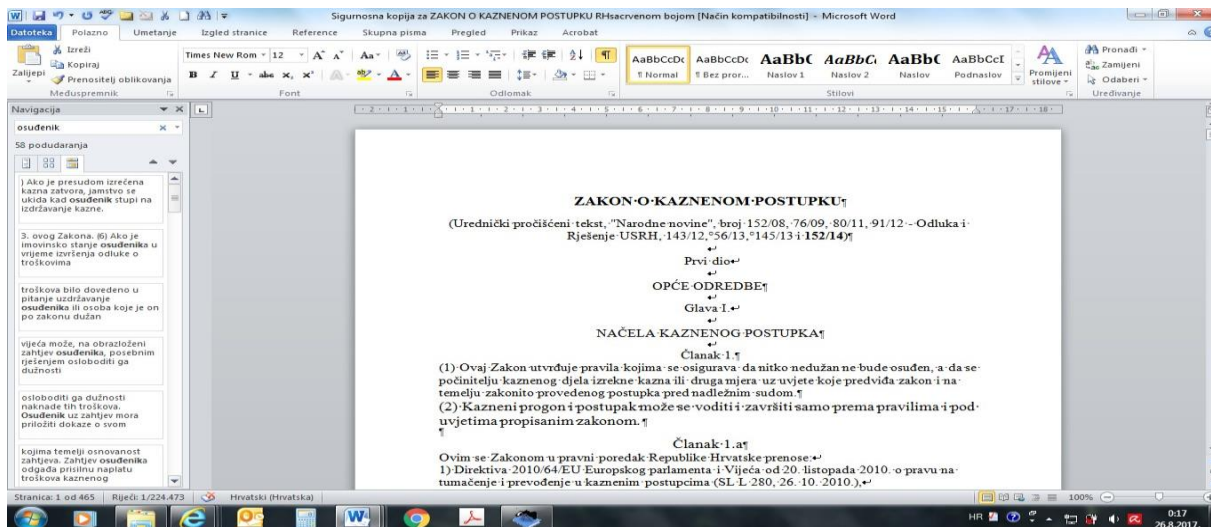 Sigurnosna kopija za ZAKON O KAZNENOM POSTUPKU RHsacrvenom bojom [Način kompatibilnosti] - Microsoft Word
Datoteka Polazno Umetanje Izgled stranice Reference Skupna pisma Pregled Prikaz Acrobat
Zalijepi
Izreži
Kopiraj
Prenositelj oblikovanja
Međuspremnik
Times New Rom 12
B I U abc x₂ x²
Font
Odlomak
AaBbCcDc AaBbCcDc AaBbC AaBbCc AaBbC AaBbCcI
¶ Normal ¶ Bez pror... Naslov 1 Naslov 2 Naslov Podnaslov
Stilovi
Promijeni stilove
Pronađi
Zamijeni
Odaberi
Uređivanje
Navigacija
osuđenik
58 podudaranja
) Ako je presudom izrečena
kazna zatvora, jamstvo se
ukida kad osuđenik stupi na
izdržavanje kazne.
3. ovog Zakona. (6) Ako je
imovinsko stanje osuđenika u
vrijeme izvršenja odluke o
troškovima
troškova bilo dovedeno u
pitanje uzdržavanje
osuđenika ili osoba koje je on
po zakonu dužan
vijeća može, na obrazloženi
zahtjev osuđenika, posebnim
rješenjem osloboditi ga
dužnosti
osloboditi ga dužnosti
naknade tih troškova.
Osuđenik uz zahtjev mora
priložiti dokaze o svom
kojima temelji osnovanost
zahtjeva. Zahtjev osuđenika
odgađa prisilnu naplatu
troškova kaznenog
ZAKON O KAZNENOM POSTUPKU¶
(Urednički pročišćeni tekst, "Narodne novine", broj 152/08, 76/09, 80/11, 91/12 - Odluka i
Rješenje USRH, 143/12,°56/13,°145/13 i 152/14)¶
Prvi dio
OPĆE ODREDBE¶
Glava I.
NAČELA KAZNENOG POSTUPKA¶
Članak 1.¶
(1) Ovaj Zakon utvrđuje pravila kojima se osigurava da nitko nedužan ne bude osuđen, a da se
počinitelju kaznenog djela izrekne kazna ili druga mjera uz uvjete koje predviđa zakon i na
temelju zakonito provedenog postupka pred nadležnim sudom.¶
(2) Kazneni progon i postupak može se voditi i završiti samo prema pravilima i pod
uvjetima propisanim zakonom. ¶
¶
Članak 1.a¶
Ovim se Zakonom u pravni poredak Republike Hrvatske prenose:
1) Direktiva 2010/64/EU Europskog parlamenta i Vijeća od 20. listopada 2010. o pravu na
tumačenje i prevođenje u kaznenim postupcima (SL L 280, 26. 10. 2010.),
Stranica: 1 od 465 Riječi: 1/224.473 Hrvatski (Hrvatska) 100%
HR 0:17
26.8.2017.